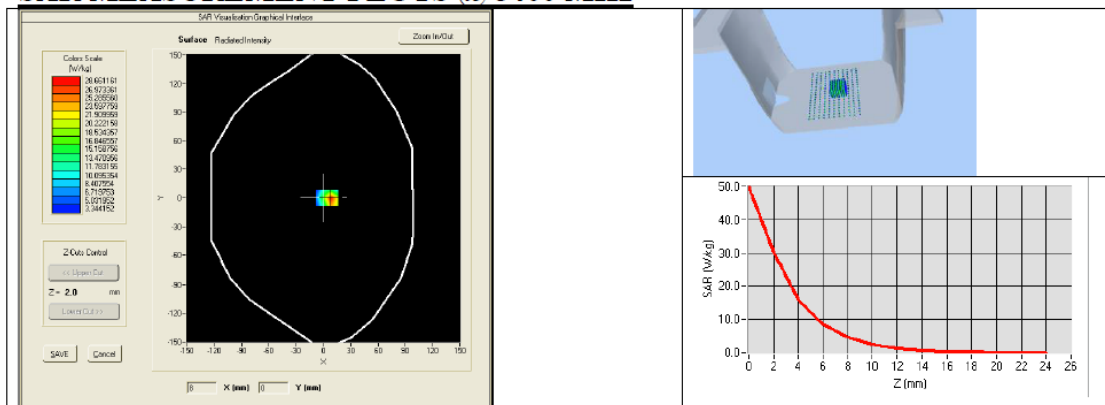 SAR Visualisation Graphical Interface
Surface Radiated Intensity
Zoom In/Out
Colors Scale
(W/kg)
28.661161
26.973361
25.285560
23.597759
21.909959
20.222158
18.534357
16.846557
15.158756
13.470956
11.783155
10.095354
8.407554
6.719753
5.031952
3.344152
Z-Cuts Control
<< Upper Cut
Z = 2.0 mm
Lower Cut >>
SAVE Cancel
150-
120-
90-
60-
30-
0-
-30-
-60-
-90-
-120-
-150-
Y
-150 -120 -90 -60 -30 0 30 60 90 120 150
X
8 X (mm) 0 Y (mm)
50.0-
40.0-
30.0-
20.0-
10.0-
0.0-
SAR (W/kg)
0 2 4 6 8 10 12 14 16 18 20 22 24 26
Z (mm)